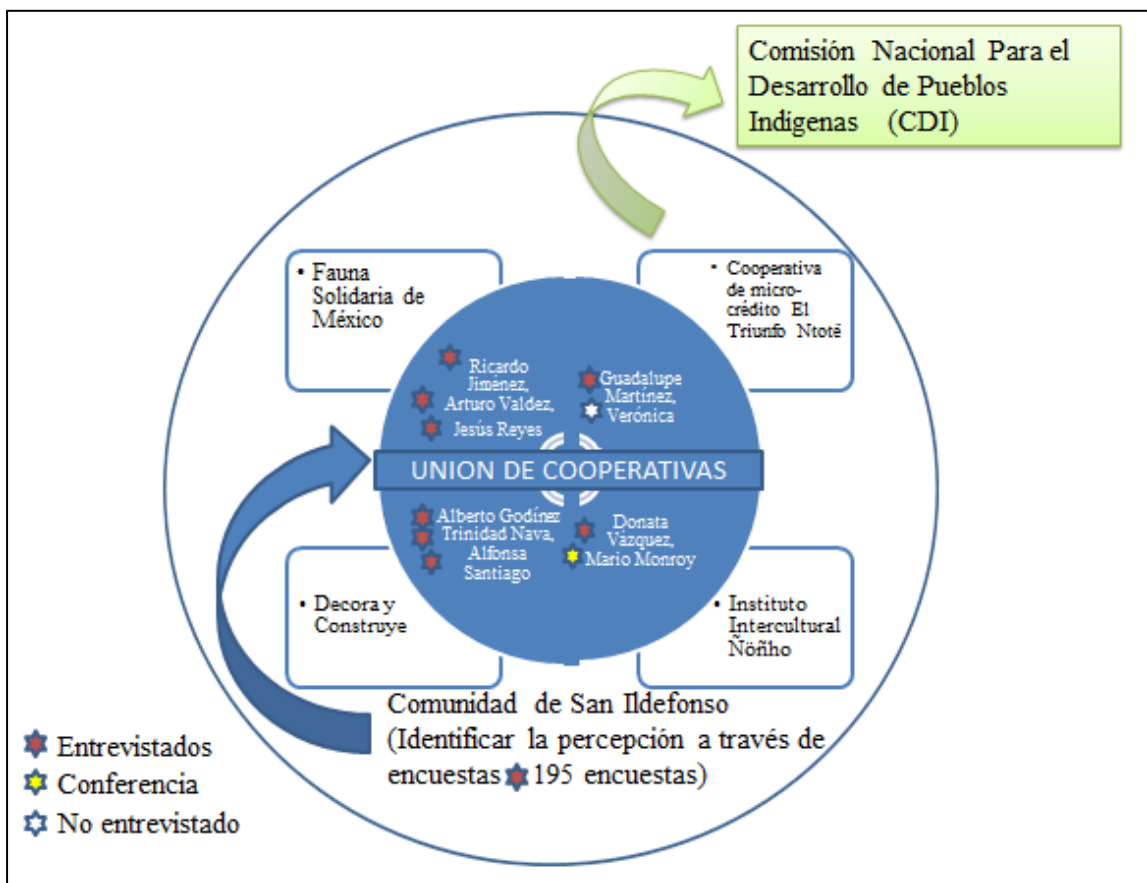 Comisión Nacional Para el
Desarrollo de Pueblos
Indígenas (CDI)
• Fauna
Solidaria de
México
• Cooperativa
de micro-
crédito El
Triunfo Ntoté
Ricardo
Jiménez,
Arturo Valdez,
Jesús Reyes
Guadalupe
Martínez,
Verónica
UNION DE COOPERATIVAS
Alberto Godínez
Trinidad Nava,
Alfonsa
Santiago
Donata
Vázquez,
Mario Monroy
• Decora y
Construye
• Instituto
Intercultural
Ñöñho
Comunidad de San Ildefonso
(Identificar la percepción a través de
encuestas 195 encuestas)
Entrevistados
Conferencia
No entrevistado